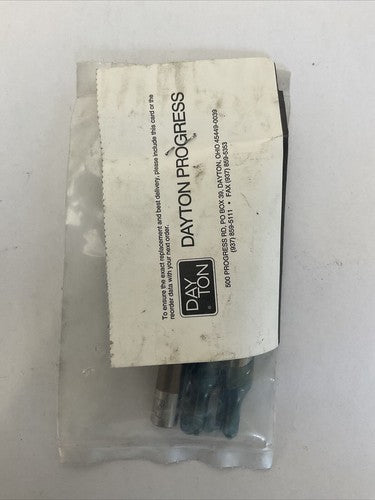 To ensure the exact replacement and best delivery, please include this card or the
reorder data with your next order.
DAY
TON
DAYTON PROGRESS
500 PROGRESS RD, PO BOX 39, DAYTON, OHIO 45449-0039
(937) 859-5111 • FAX (937) 859-5353